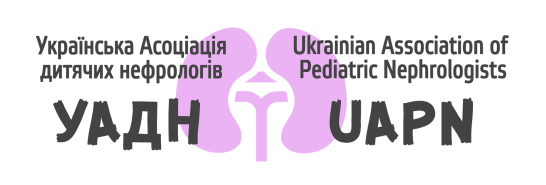 Українська Асоціація
дитячих нефрологів
УАДН
Ukrainian Association of
Pediatric Nephrologists
UAPN